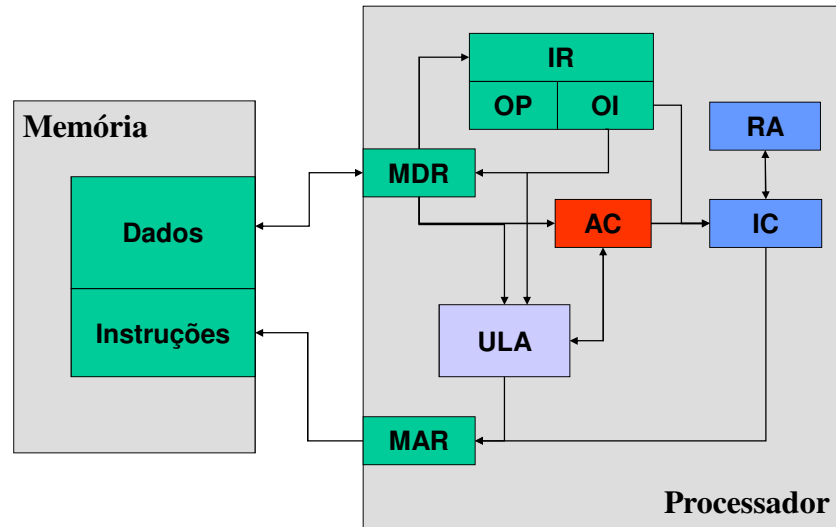 Memória
Dados
Instruções
IR
OP
OI
RA
MDR
AC
IC
ULA
MAR
Processador